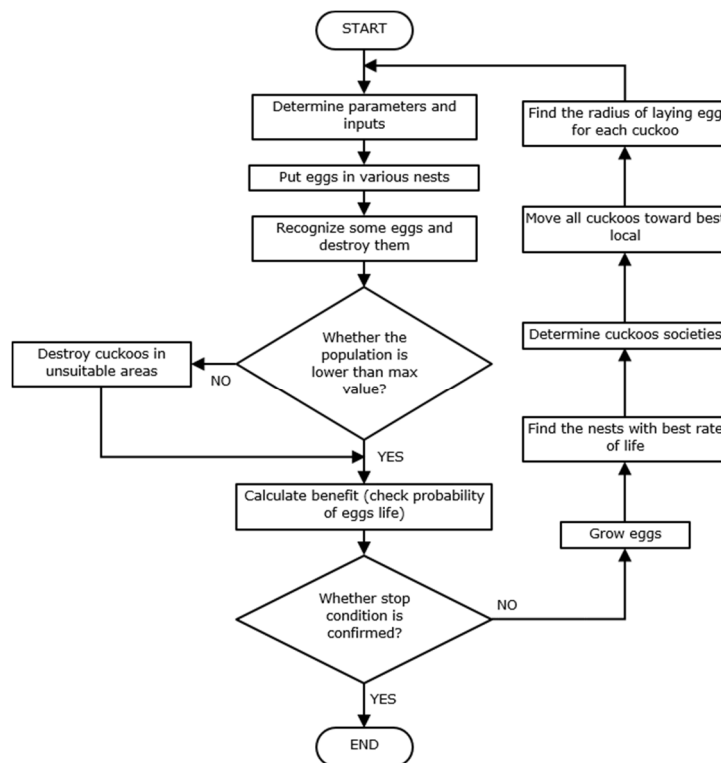 START
Determine parameters and
inputs
Put eggs in various nests
Recognize some eggs and
destroy them
Whether the
population is
lower than max
value?
NO
Destroy cuckoos in
unsuitable areas
YES
Calculate benefit (check probability
of eggs life)
Whether stop
condition is
confirmed?
NO
YES
END
Grow eggs
Find the nests with best rate
of life
Determine cuckoos societies
Move all cuckoos toward best
local
Find the radius of laying egg
for each cuckoo